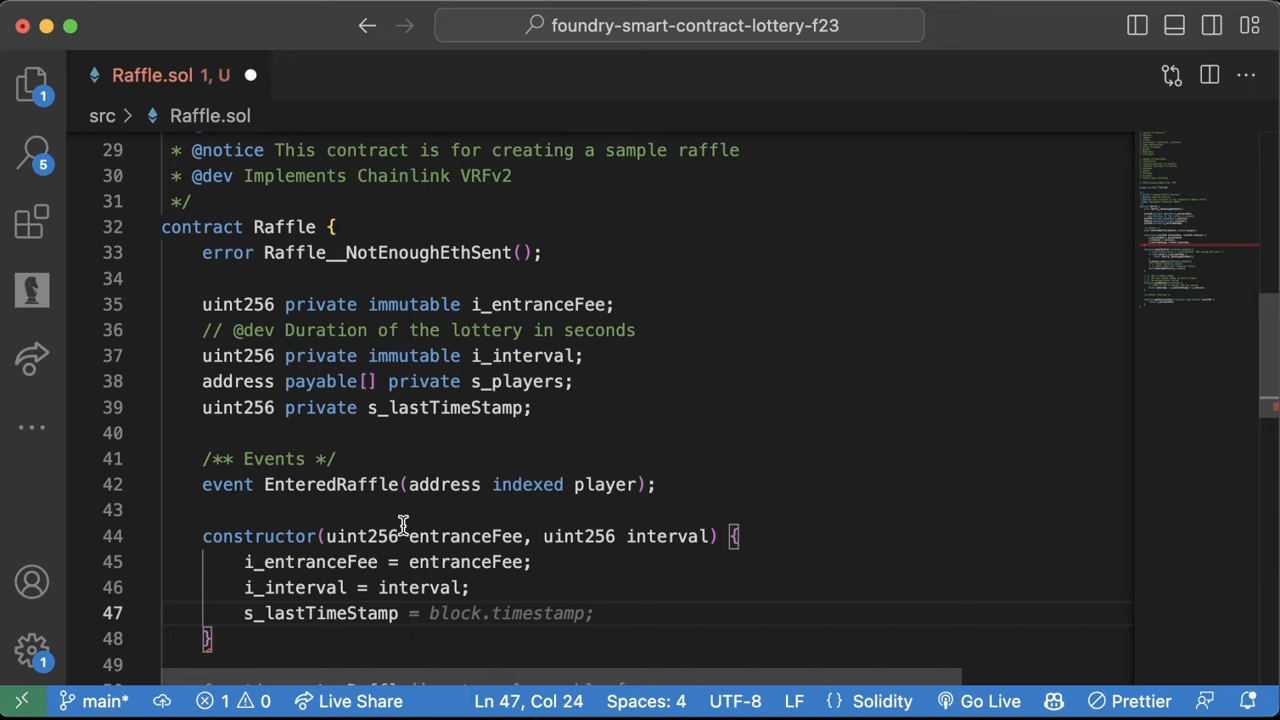 foundry-smart-contract-lottery-f23
Raffle.sol 1, U
src > Raffle.sol
29 * @notice This contract is for creating a sample raffle
30 * @dev Implements Chainlink VRFv2
31 */
32 contract Raffle {
33 error Raffle__NotEnoughEthSent();
34
35 uint256 private immutable i_entranceFee;
36 // @dev Duration of the lottery in seconds
37 uint256 private immutable i_interval;
38 address payable[] private s_players;
39 uint256 private s_lastTimeStamp;
40
41 /** Events */
42 event EnteredRaffle(address indexed player);
43
44 constructor(uint256 entranceFee, uint256 interval) {
45 i_entranceFee = entranceFee;
46 i_interval = interval;
47 s_lastTimeStamp = block.timestamp;
48 }
49
1
5
1
main* 1 0 Live Share Ln 47, Col 24 Spaces: 4 UTF-8 LF {} Solidity Go Live Prettier